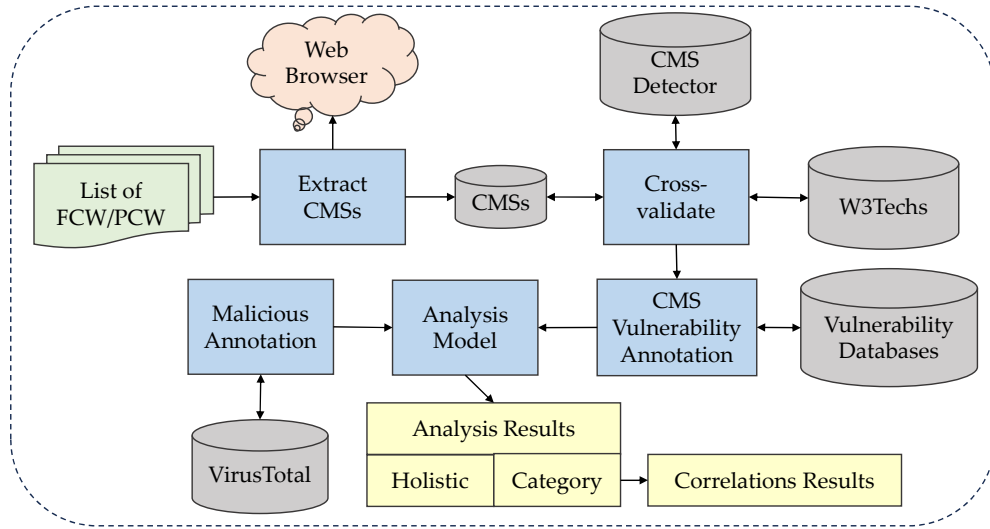 Web
Browser
CMS
Detector
List of
FCW/PCW
Extract
CMSs
CMSs
Cross-
validate
W3Techs
Malicious
Annotation
Analysis
Model
CMS
Vulnerability
Annotation
Vulnerability
Databases
VirusTotal
Analysis Results
Holistic
Category
Correlations Results